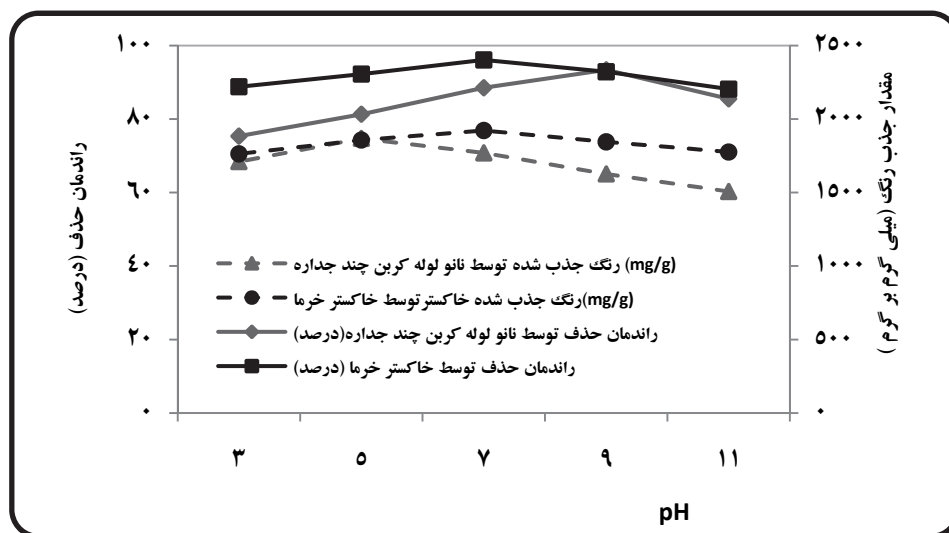 ۱۰۰
۸۰
۶۰
۴۰
۲۰
۰
راندمان حذف (درصد)
۲۵۰۰
۲۰۰۰
۱۵۰۰
۱۰۰۰
۵۰۰
۰
مقدار جذب رنگ (میلی گرم بر گرم )
رنگ جذب شده توسط نانو لوله کربن چند جداره (mg/g)
رنگ جذب شده خاکسترتوسط خاکستر خرما(mg/g)
راندمان حذف توسط نانو لوله کربن چند جداره(درصد)
راندمان حذف توسط خاکستر خرما (درصد)
۳ ۵ ۷ ۹ ۱۱
pH